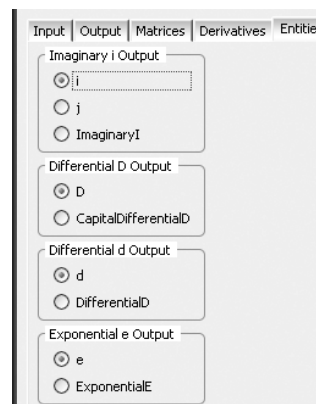 Input Output Matrices Derivatives Entitie
Imaginary i Output
i
j
ImaginaryI
Differential D Output
D
CapitalDifferentialD
Differential d Output
d
DifferentialD
Exponential e Output
e
ExponentialE